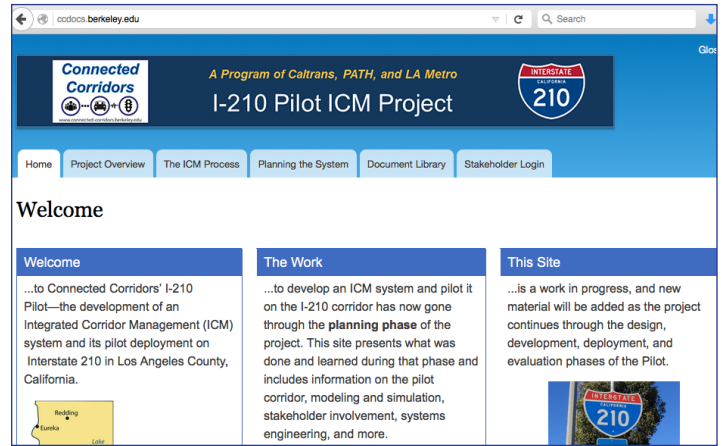 ccdocs.berkeley.edu
Search
Glos
Connected
Corridors
www.connected-corridors.berkeley.edu
A Program of Caltrans, PATH, and LA Metro
I-210 Pilot ICM Project
INTERSTATE
CALIFORNIA
210
Home
Project Overview
The ICM Process
Planning the System
Document Library
Stakeholder Login
Welcome
Welcome
...to Connected Corridors' I-210
Pilot—the development of an
Integrated Corridor Management (ICM)
system and its pilot deployment on
Interstate 210 in Los Angeles County,
California.
Redding
Eureka
Lake
The Work
...to develop an ICM system and pilot it
on the I-210 corridor has now gone
through the planning phase of the
project. This site presents what was
done and learned during that phase and
includes information on the pilot
corridor, modeling and simulation,
stakeholder involvement, systems
engineering, and more.
This Site
...is a work in progress, and new
material will be added as the project
continues through the design,
development, deployment, and
evaluation phases of the Pilot.
INTERSTATE
CALIFORNIA
210